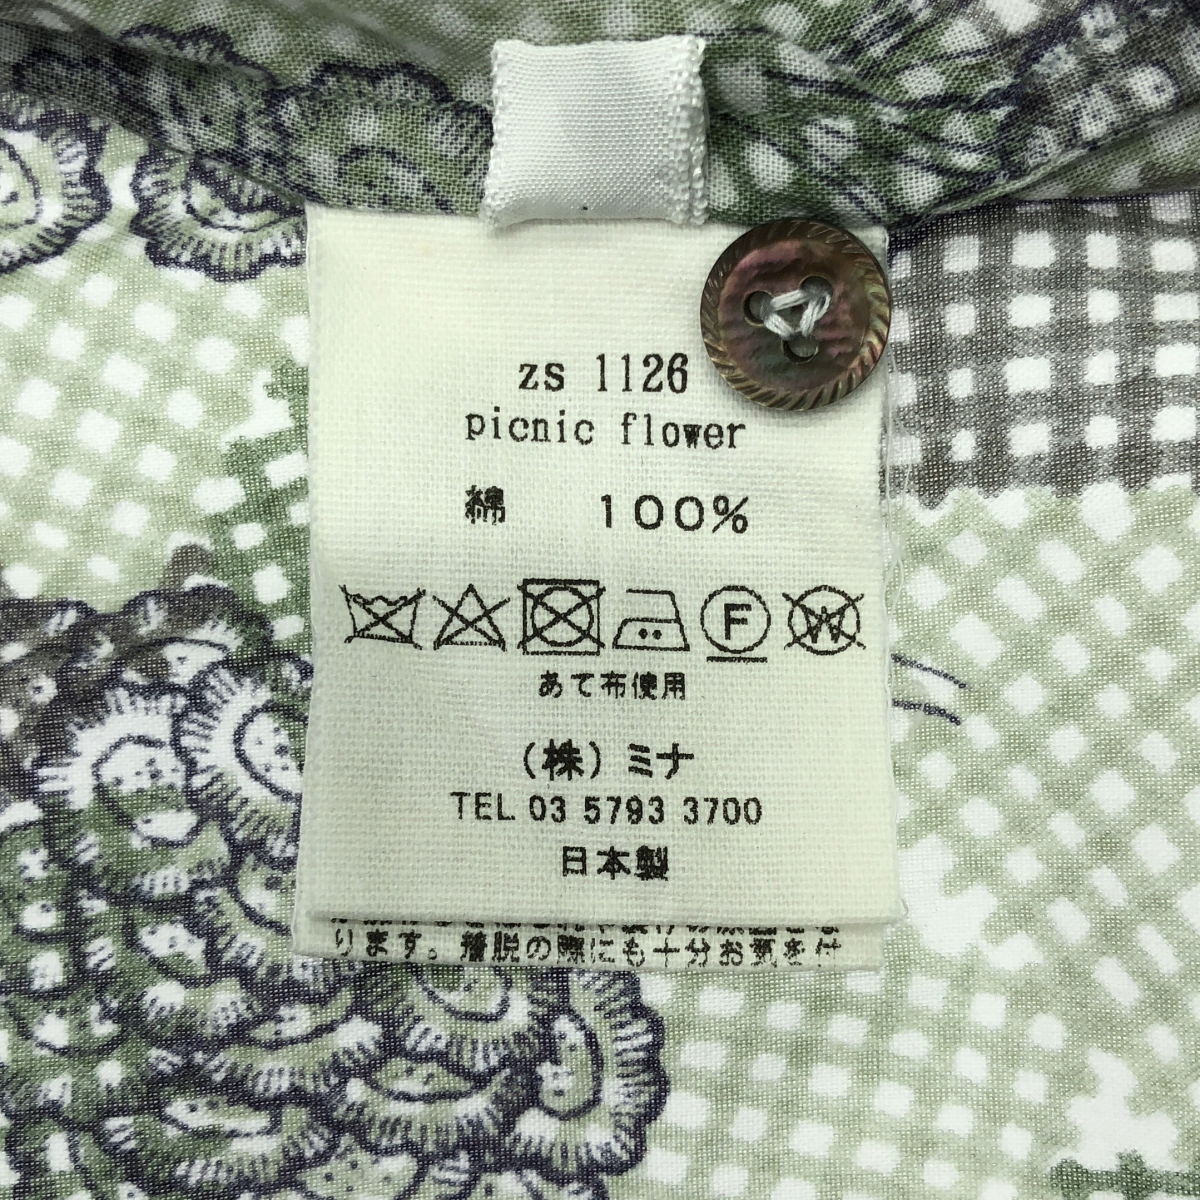 zs 1126
picnic flower
綿 100%
F W
あて布使用
(株) ミナ
TEL 03 5793 3700
日本製
ります。着脱の際にも十分お気を付